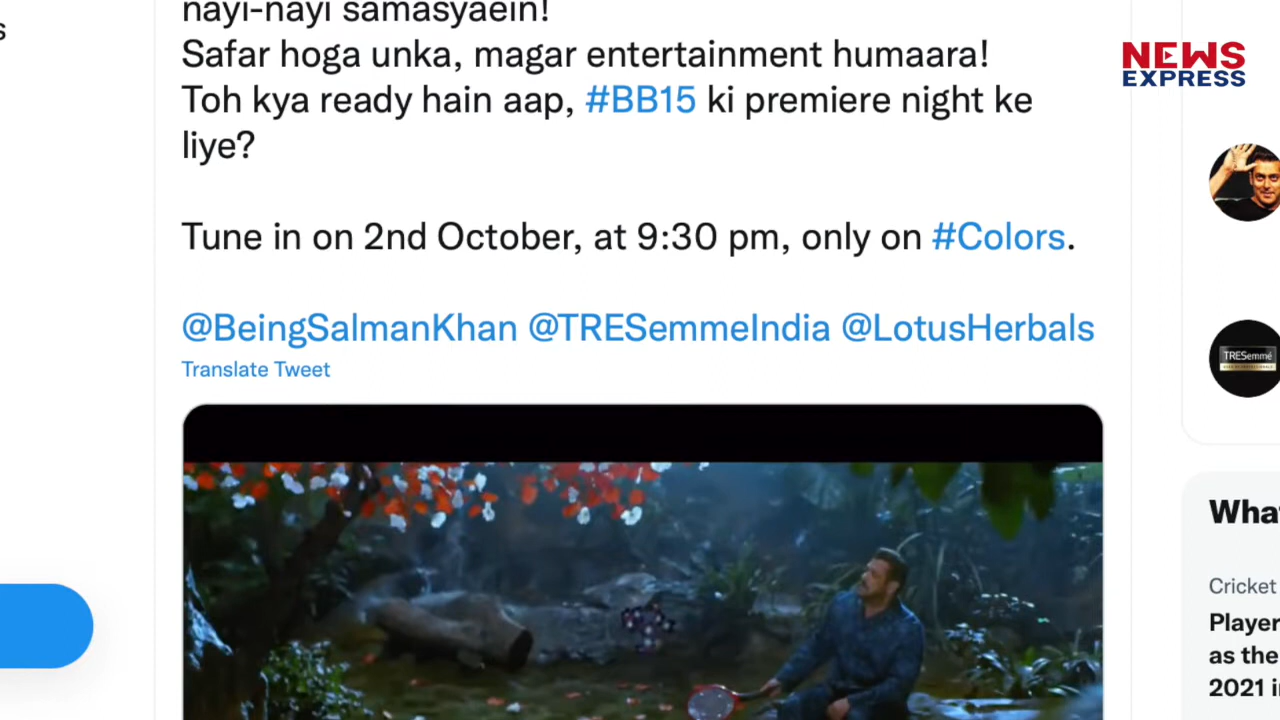 nayi-nayi samasyaein!
Safar hoga unka, magar entertainment humaara!
Toh kya ready hain aap, #BB15 ki premiere night ke
liye?
Tune in on 2nd October, at 9:30 pm, only on #Colors.
@BeingSalmanKhan @TRESemmeIndia @LotusHerbals
Translate Tweet
NEWS
EXPRESS
TRESemmé
Cricket
as the
2021